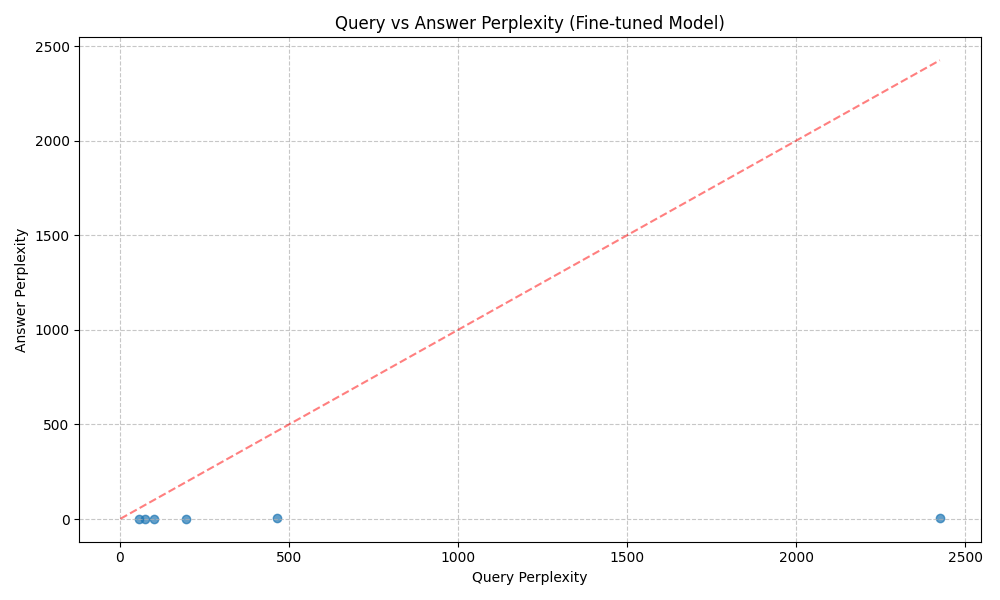 Query vs Answer Perplexity (Fine-tuned Model)
Answer Perplexity
2500
2000
1500
1000
500
0
0 500 1000 1500 2000 2500
Query Perplexity